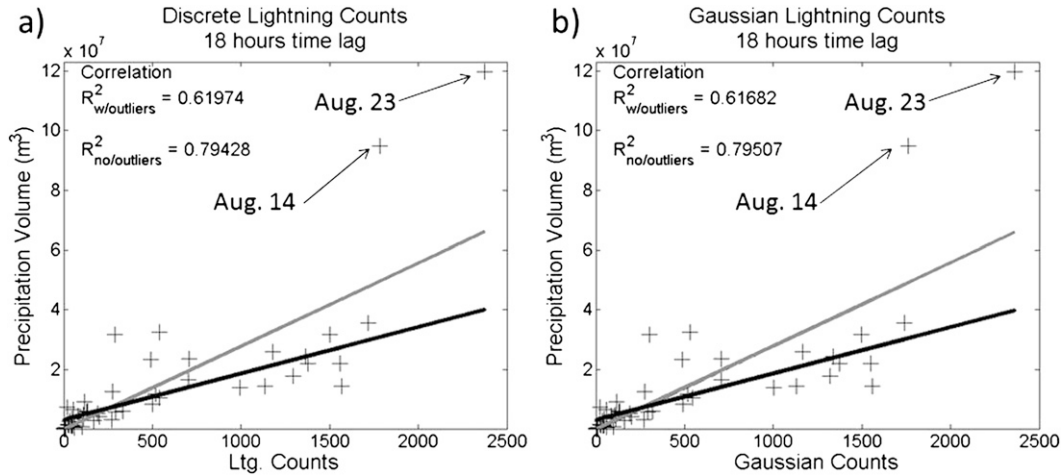 a)
Discrete Lightning Counts
18 hours time lag
x 10^7
Correlation
R^2_w/outliers = 0.61974
R^2_no/outliers = 0.79428
Aug. 23
Aug. 14
12
10
8
6
4
2
0
500
1000
1500
2000
2500
Precipitation Volume (m^3)
Ltg. Counts
b)
Gaussian Lightning Counts
18 hours time lag
x 10^7
Correlation
R^2_w/outliers = 0.61682
R^2_no/outliers = 0.79507
Aug. 23
Aug. 14
12
10
8
6
4
2
0
500
1000
1500
2000
2500
Precipitation Volume (m^3)
Gaussian Counts